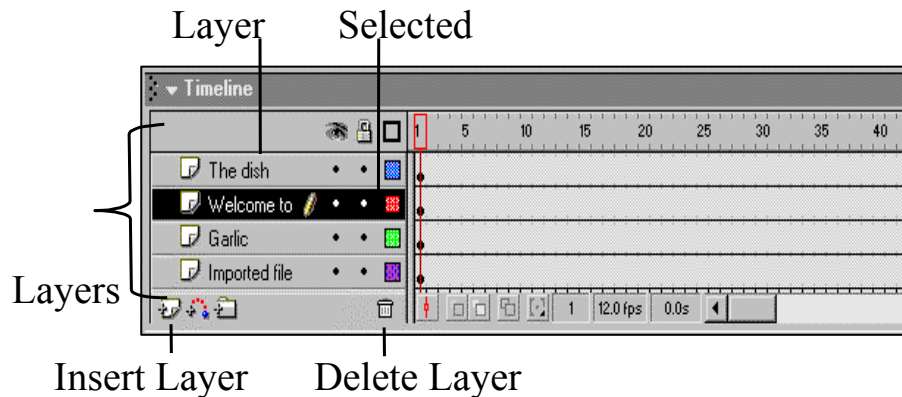 Layer Selected
Timeline
1 5 10 15 20 25 30 35 40
The dish
Welcome to
Garlic
Imported file
Layers
1 12.0 fps 0.0s
Insert Layer Delete Layer